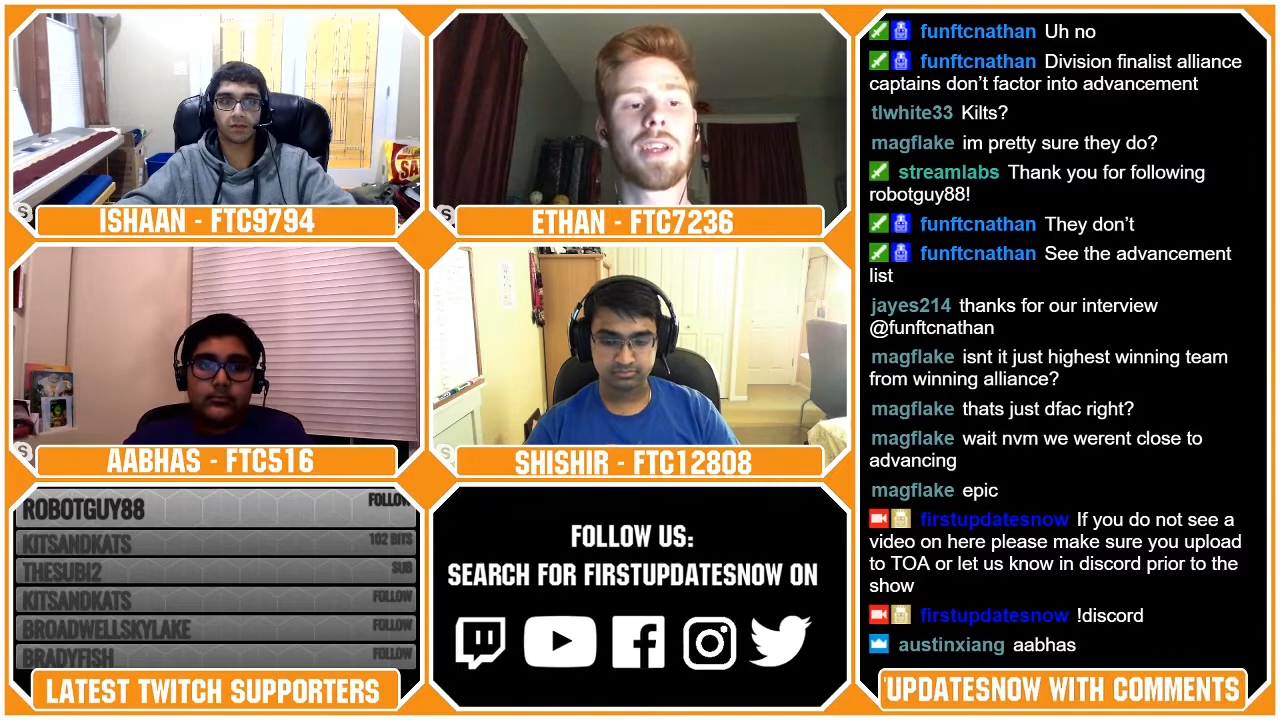 ISHAAN - FTC9794
ETHAN - FTC7236
AABHAS - FTC516
SHISHIR - FTC12808
ROBOTGUY88 FOLLOW
KITSANDKATS 102 BITS
THESUBI2 SUB
KITSANDKATS FOLLOW
BROADWELLSKYLAKE FOLLOW
BRADYFISH FOLLOW
LATEST TWITCH SUPPORTERS
FOLLOW US:
SEARCH FOR FIRSTUPDATESNOW ON
funftcnathan Uh no
funftcnathan Division finalist alliance
captains don’t factor into advancement
tlwhite33 Kilts?
magflake im pretty sure they do?
streamlabs Thank you for following
robotguy88!
funftcnathan They don’t
funftcnathan See the advancement
list
jayes214 thanks for our interview
@funftcnathan
magflake isnt it just highest winning team
from winning alliance?
magflake thats just dfac right?
magflake wait nvm we werent close to
advancing
magflake epic
firstupdatesnow If you do not see a
video on here please make sure you upload
to TOA or let us know in discord prior to the
show
firstupdatesnow !discord
austinxiang aabhas
UPDATESNOW WITH COMMENTS